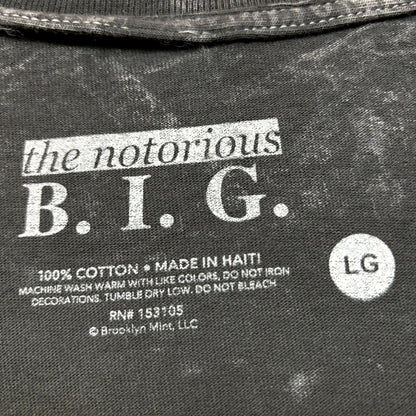 the notorious
B. I. G.
100% COTTON • MADE IN HAITI
MACHINE WASH WARM WITH LIKE COLORS, DO NOT IRON
DECORATIONS. TUMBLE DRY LOW. DO NOT BLEACH
RN# 153105
© Brooklyn Mint, LLC
LG